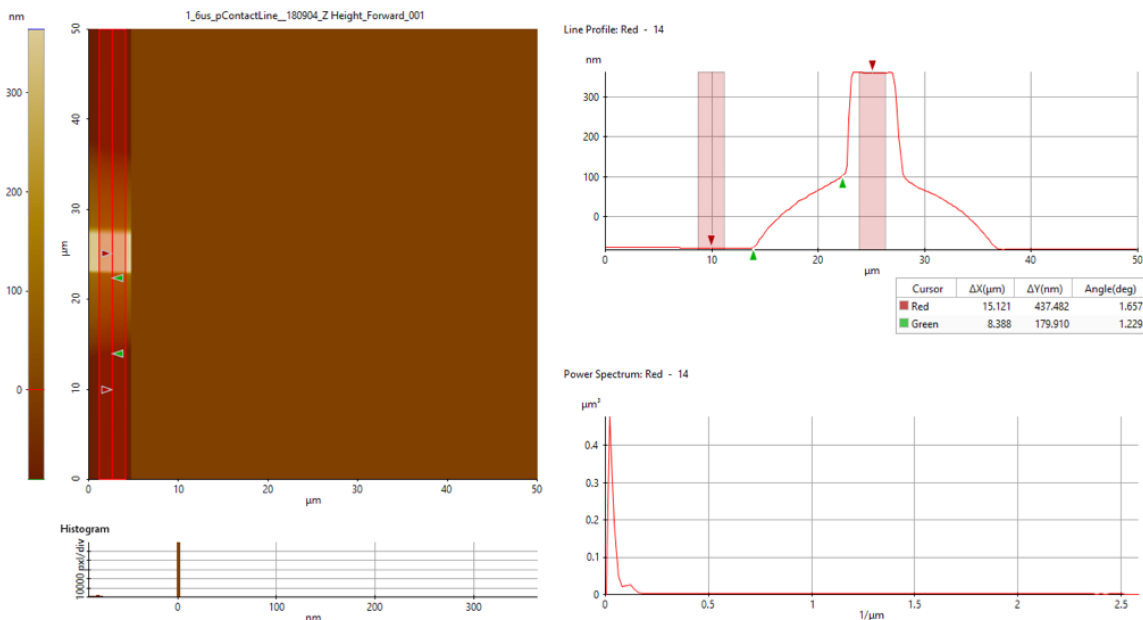 nm
1_6us_pContactLine__180904_Z Height_Forward_001
300
200
100
0
50
40
30
20
10
0
µm
0
10
20
30
40
50
µm
Histogram
10000 pxl/div
0
100
200
300
nm
Line Profile: Red - 14
nm
300
200
100
0
0
10
20
30
40
50
µm
Cursor ΔX(µm) ΔY(nm) Angle(deg)
Red 15.121 437.482 1.657
Green 8.388 179.910 1.229
Power Spectrum: Red - 14
µm³
0.4
0.3
0.2
0.1
0
0
0.5
1
1.5
2
2.5
1/µm